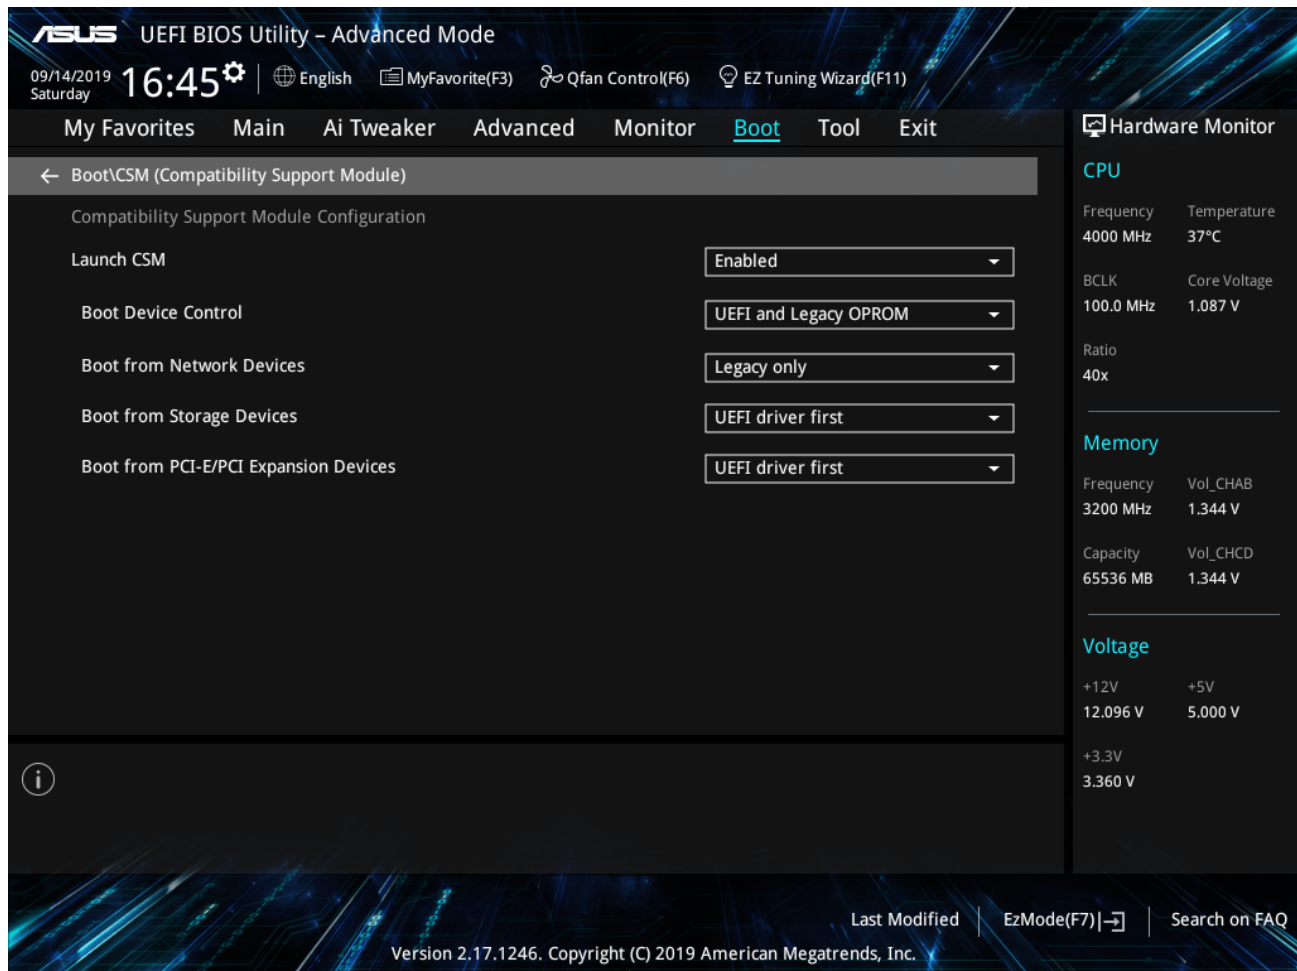 ASUS UEFI BIOS Utility – Advanced Mode
09/14/2019
Saturday
16:45
English
MyFavorite(F3)
Qfan Control(F6)
EZ Tuning Wizard(F11)
My Favorites Main Ai Tweaker Advanced Monitor Boot Tool Exit
Boot\CSM (Compatibility Support Module)
Compatibility Support Module Configuration
Launch CSM Enabled
Boot Device Control UEFI and Legacy OPROM
Boot from Network Devices Legacy only
Boot from Storage Devices UEFI driver first
Boot from PCI-E/PCI Expansion Devices UEFI driver first
Hardware Monitor
CPU
Frequency Temperature
4000 MHz 37°C
BCLK Core Voltage
100.0 MHz 1.087 V
Ratio
40x
Memory
Frequency Vol_CHAB
3200 MHz 1.344 V
Capacity Vol_CHCD
65536 MB 1.344 V
Voltage
+12V +5V
12.096 V 5.000 V
+3.3V
3.360 V
Last Modified EzMode(F7) Search on FAQ
Version 2.17.1246. Copyright (C) 2019 American Megatrends, Inc.